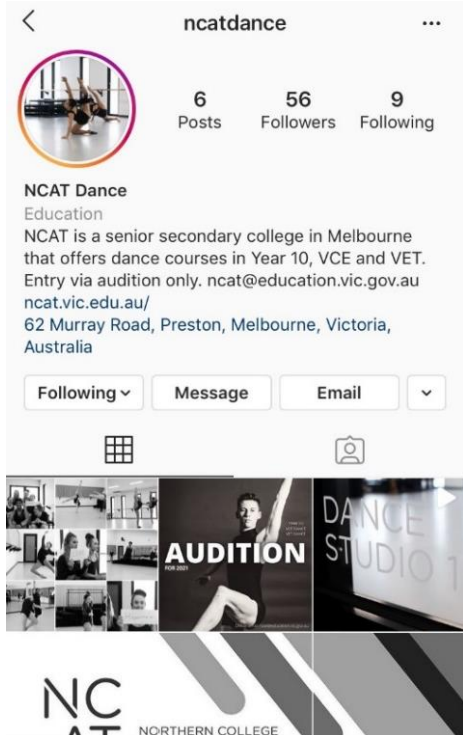 ncatdance
6 56 9
Posts Followers Following
NCAT Dance
Education
NCAT is a senior secondary college in Melbourne
that offers dance courses in Year 10, VCE and VET.
Entry via audition only. ncat@education.vic.gov.au
ncat.vic.edu.au/
62 Murray Road, Preston, Melbourne, Victoria,
Australia
Following Message Email
AUDITION
FOR 2021
DANCE
STUDIO 1
NC
AT
NORTHERN COLLEGE